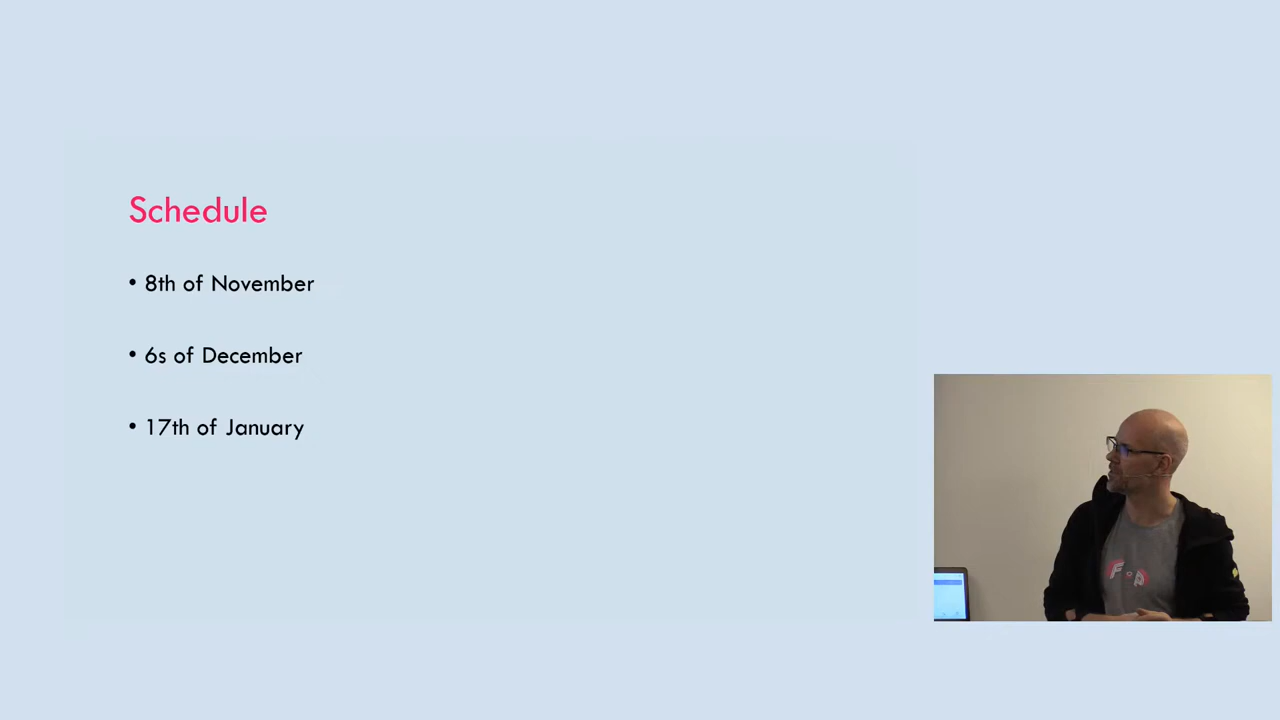 Schedule
• 8th of November
• 6s of December
• 17th of January